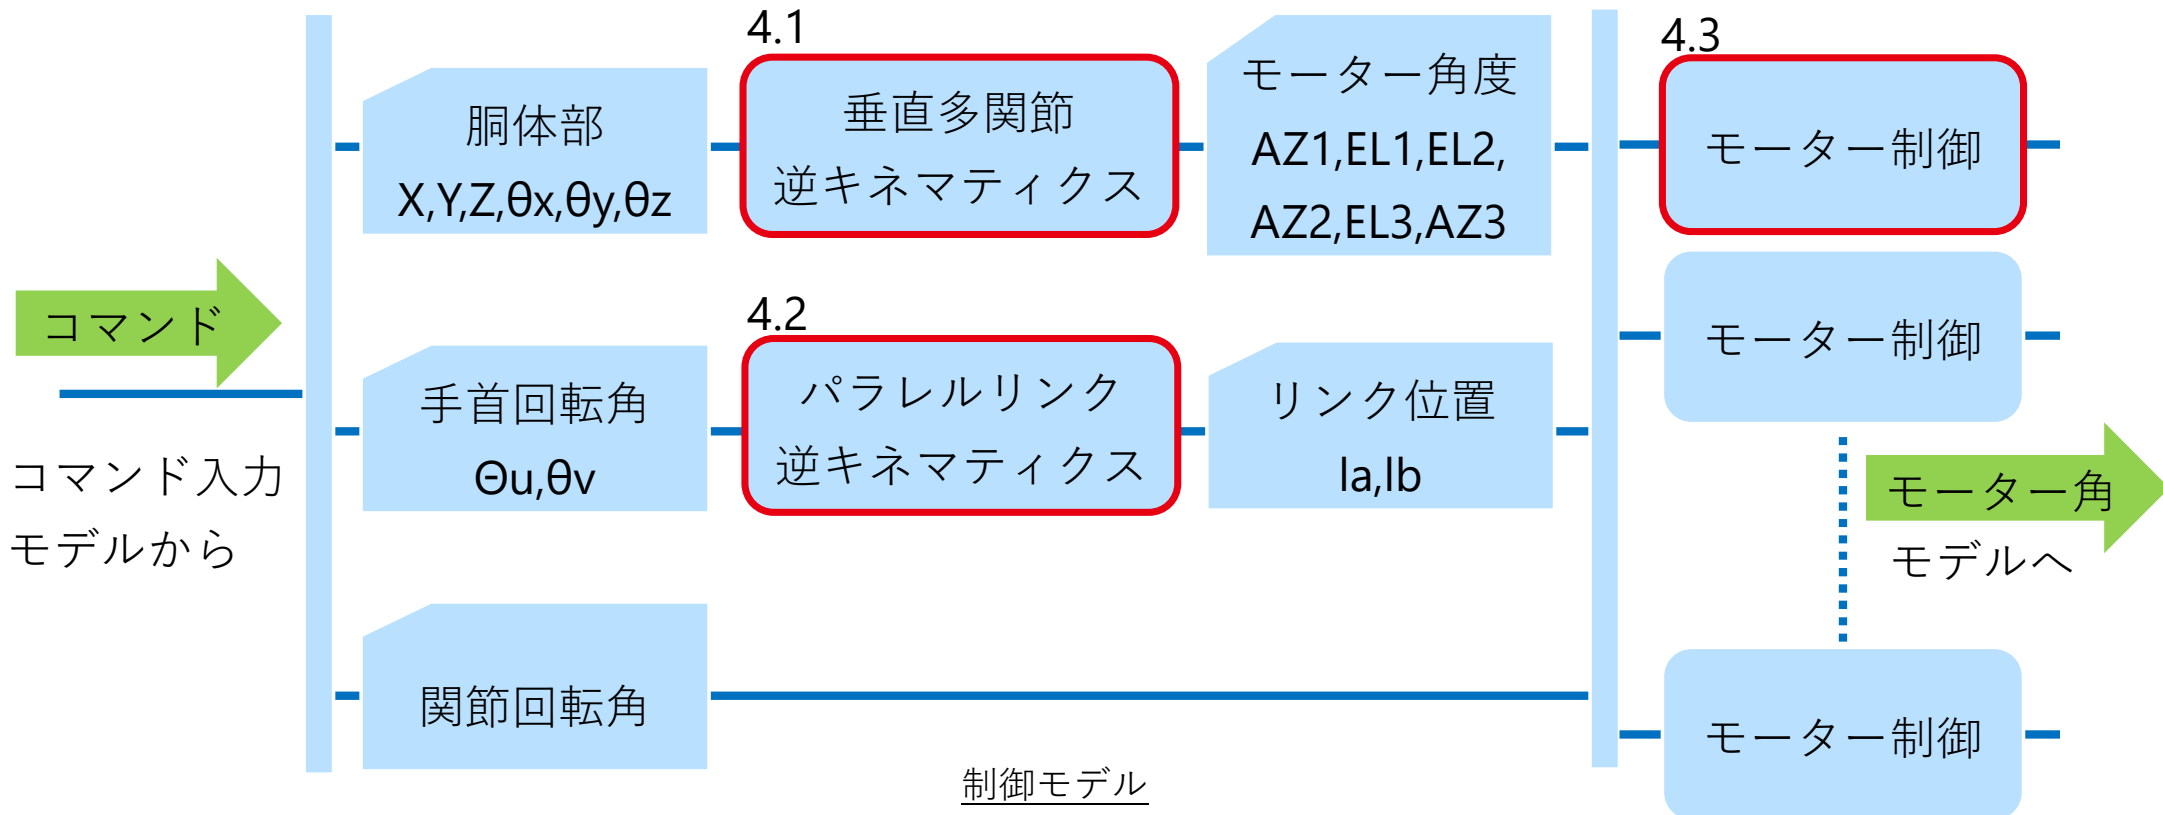 コマンド
コマンド入力
モデルから
胴体部
X,Y,Z,θx,θy,θz
4.1
垂直多関節
逆キネマティクス
モーター角度
AZ1,EL1,EL2,
AZ2,EL3,AZ3
手首回転角
Θu,θv
4.2
パラレルリンク
逆キネマティクス
リンク位置
la,lb
関節回転角
4.3
モーター制御
モーター制御
モーター制御
モーター角
モデルへ
制御モデル